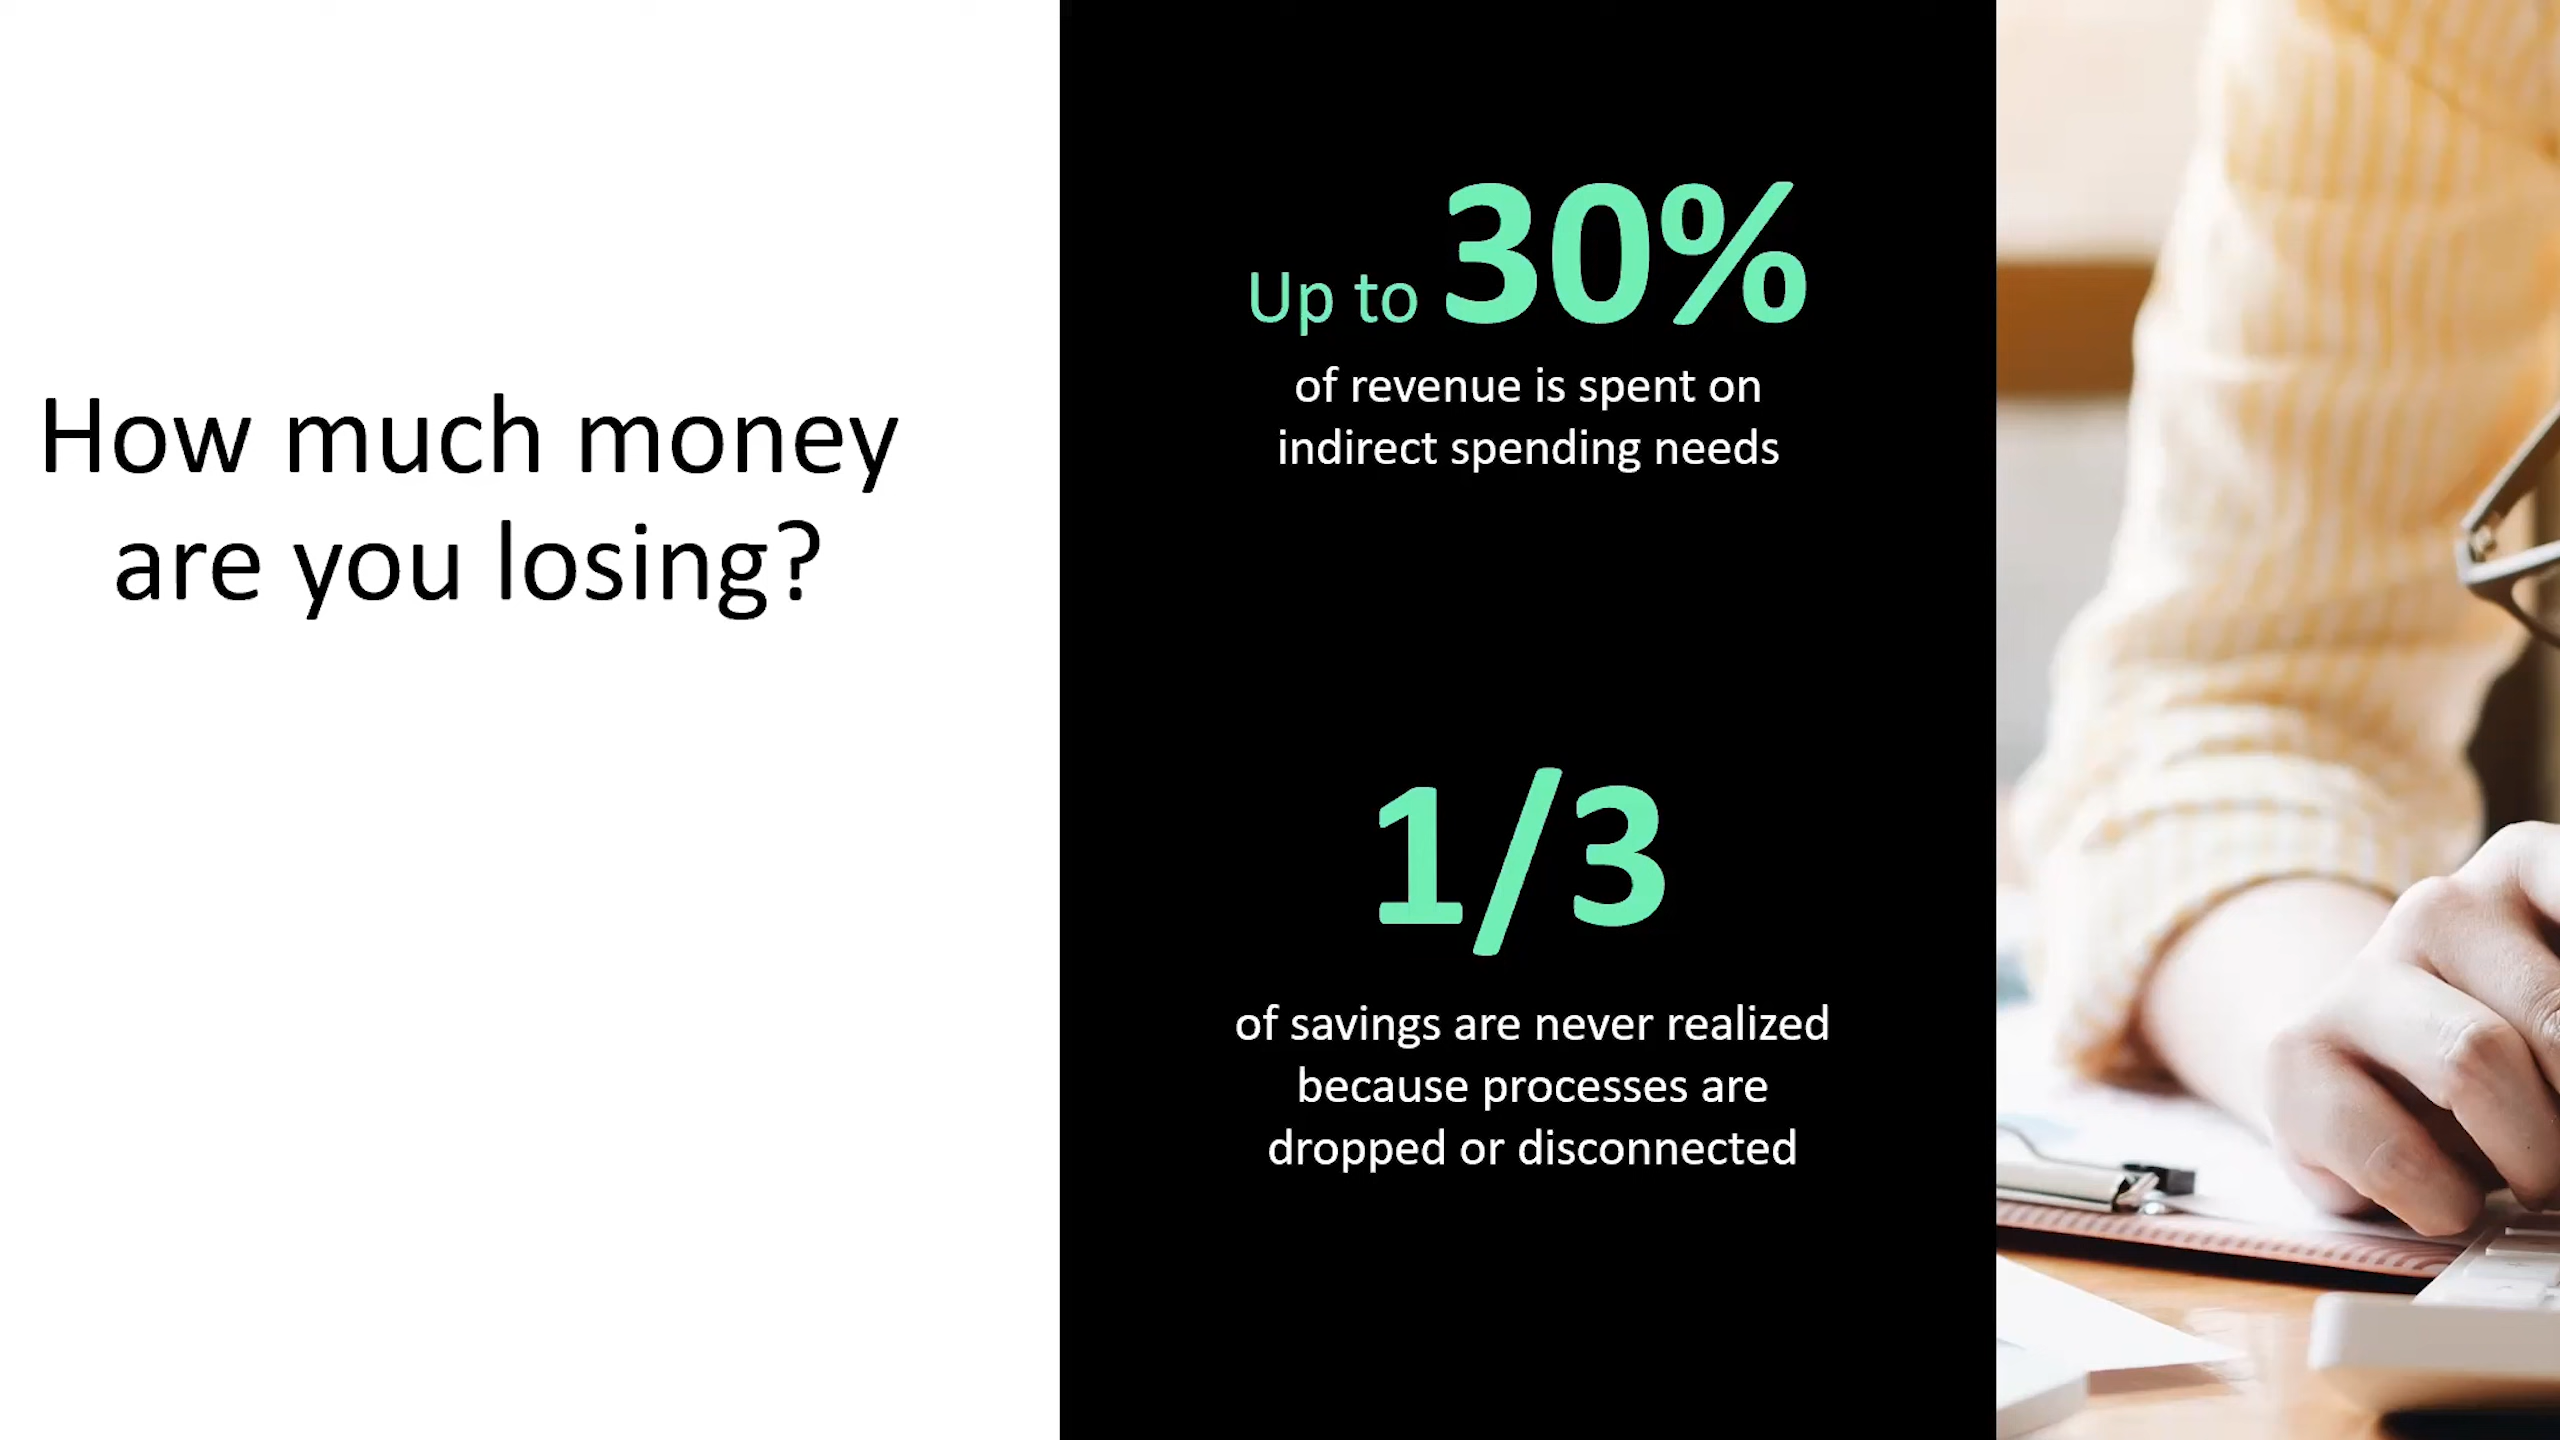 How much money
are you losing?
Up to 30%
of revenue is spent on
indirect spending needs
1/3
of savings are never realized
because processes are
dropped or disconnected